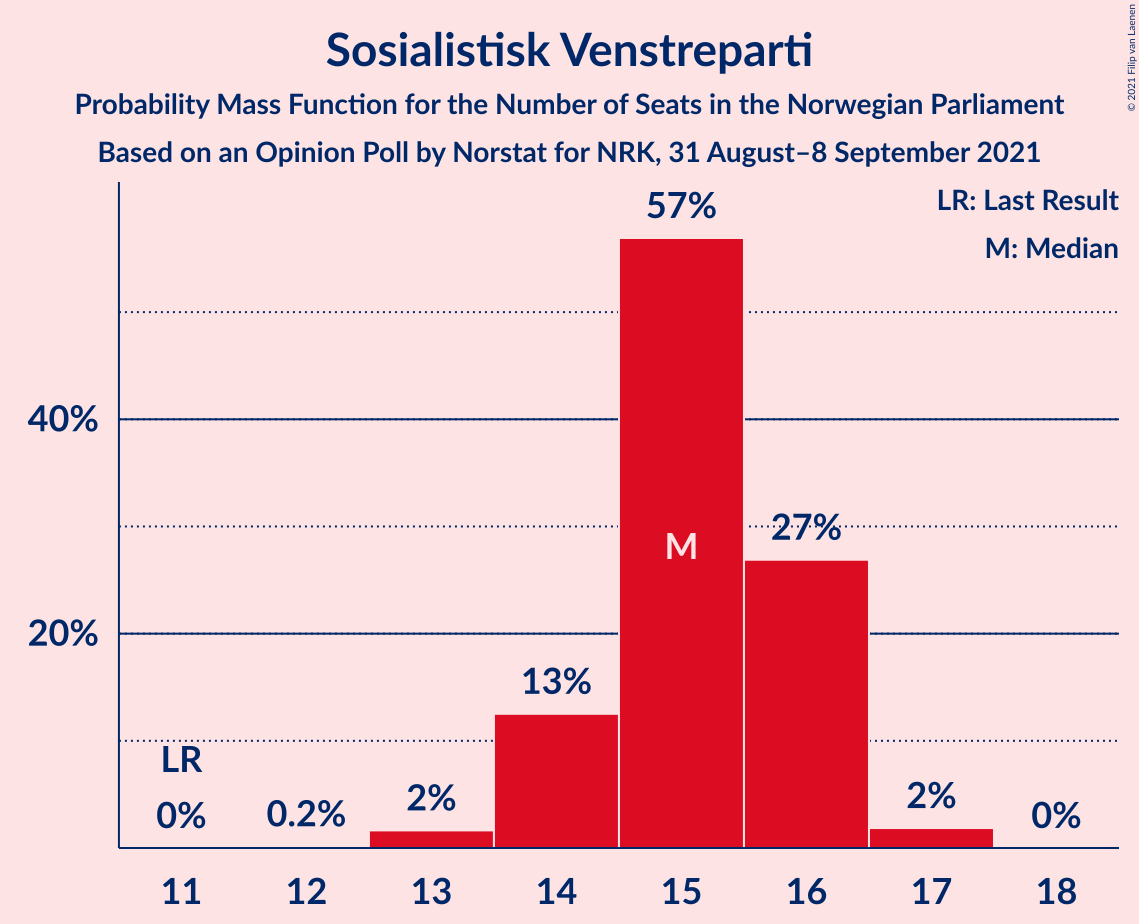 Sosialistisk Venstreparti
Probability Mass Function for the Number of Seats in the Norwegian Parliament
Based on an Opinion Poll by Norstat for NRK, 31 August–8 September 2021
© 2021 Filip van Laenen
LR: Last Result
M: Median
57%
40%
27%
M
20%
13%
LR
0%
0.2%
2%
2%
0%
11 12 13 14 15 16 17 18